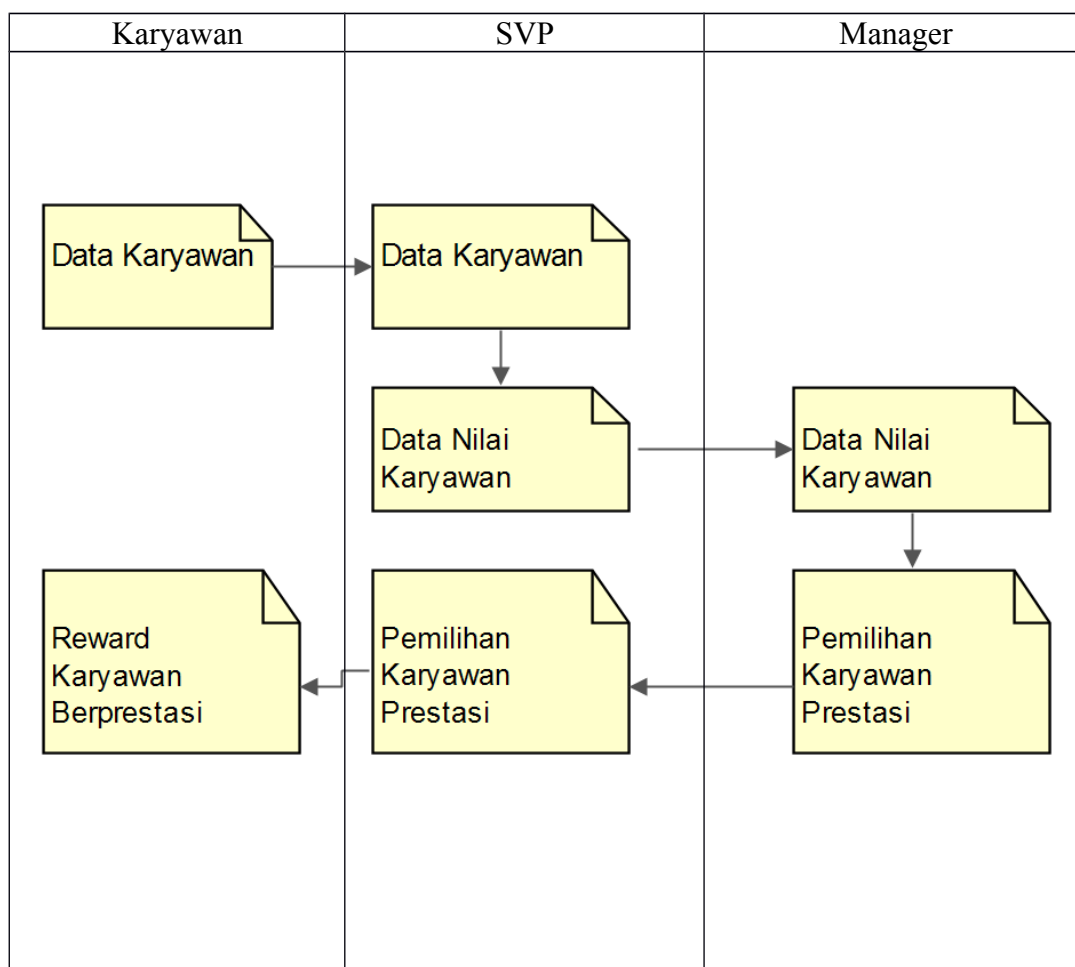 Karyawan
SVP
Manager
Data Karyawan
Data Karyawan
Data Nilai
Karyawan
Data Nilai
Karyawan
Reward
Karyawan
Berprestasi
Pemilihan
Karyawan
Prestasi
Pemilihan
Karyawan
Prestasi